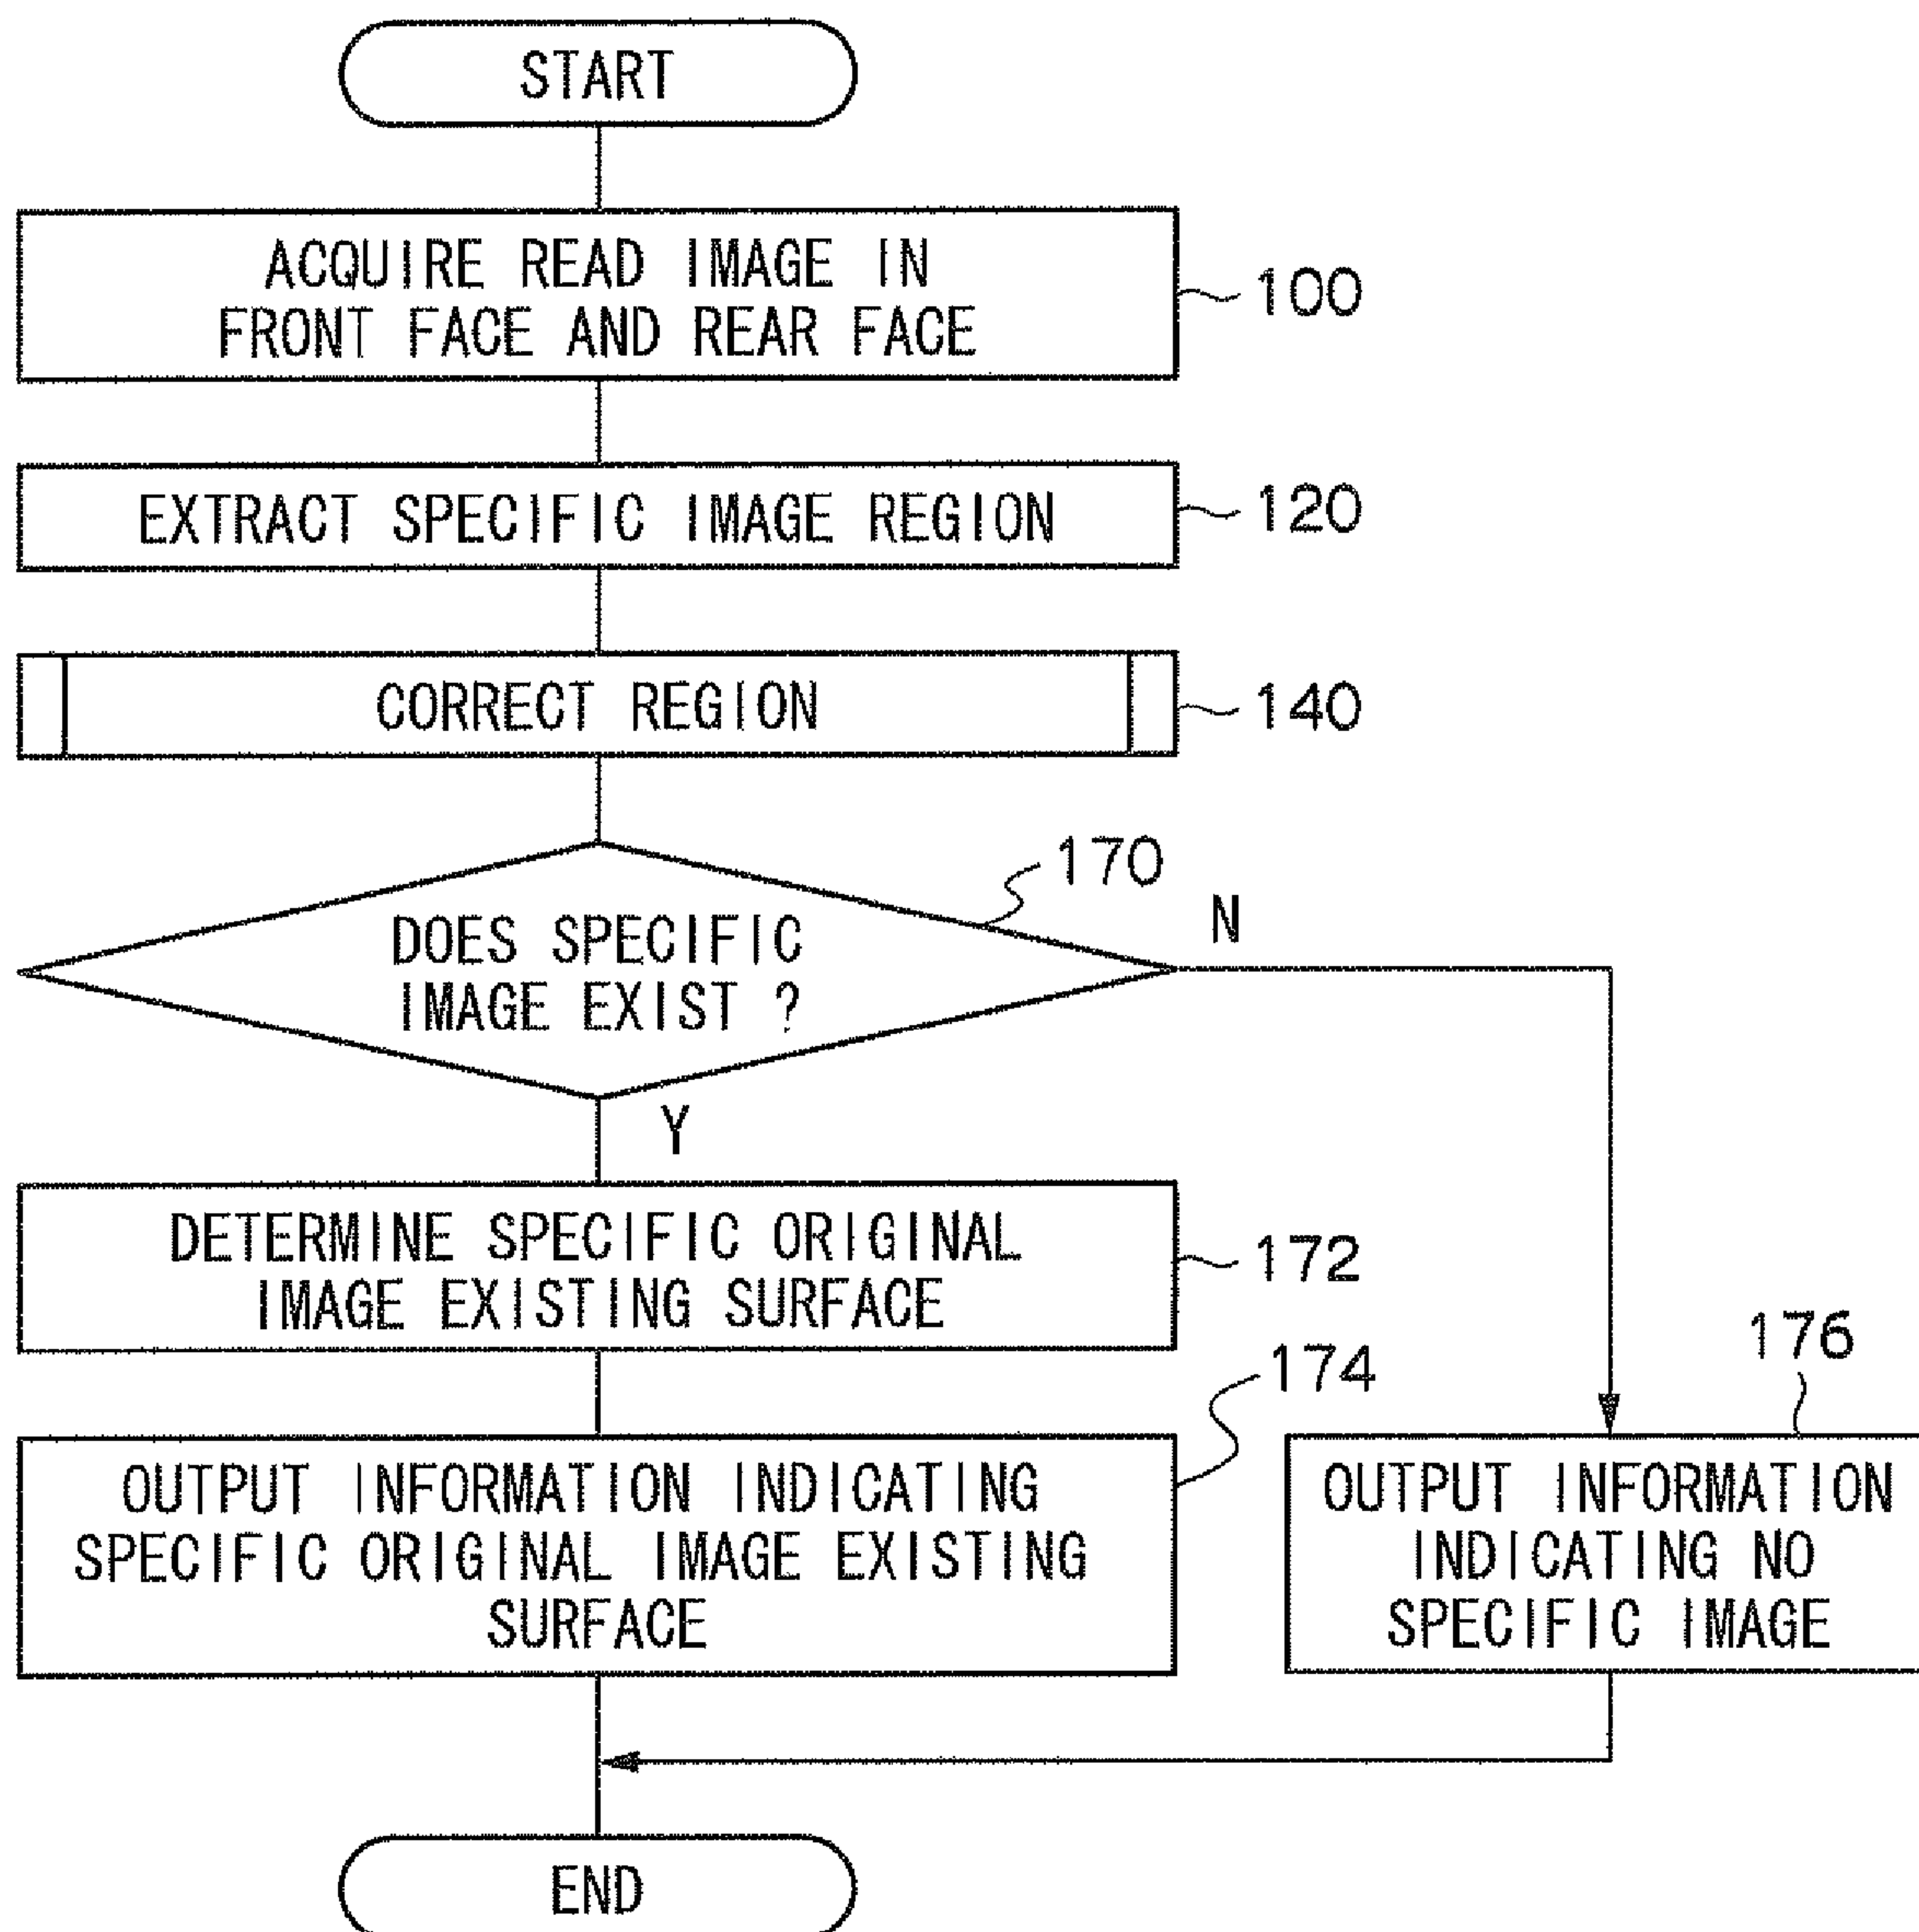 START
ACQUIRE READ IMAGE IN
FRONT FACE AND REAR FACE
100
EXTRACT SPECIFIC IMAGE REGION
120
CORRECT REGION
140
170
DOES SPECIFIC
IMAGE EXIST ?
N
Y
DETERMINE SPECIFIC ORIGINAL
IMAGE EXISTING SURFACE
172
174
OUTPUT INFORMATION INDICATING
SPECIFIC ORIGINAL IMAGE EXISTING
SURFACE
176
OUTPUT INFORMATION
INDICATING NO
SPECIFIC IMAGE
END